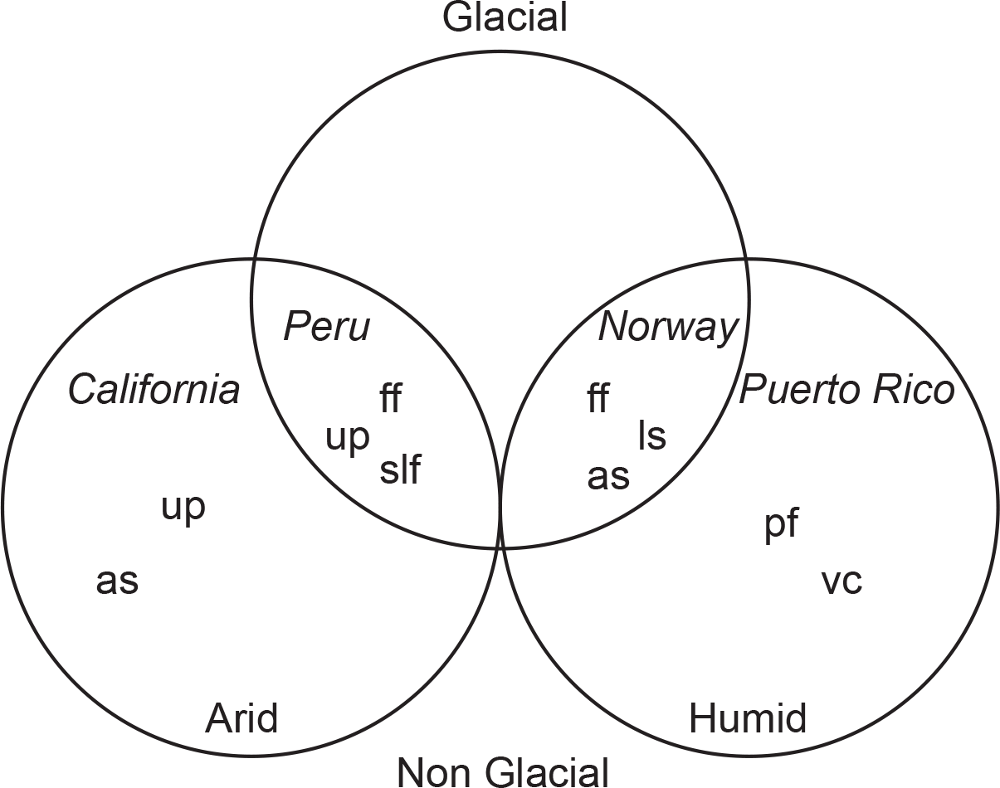 Glacial
Peru
Norway
California
Puerto Rico
ff
ff
up
ls
slf
as
up
pf
as
vc
Arid
Humid
Non Glacial